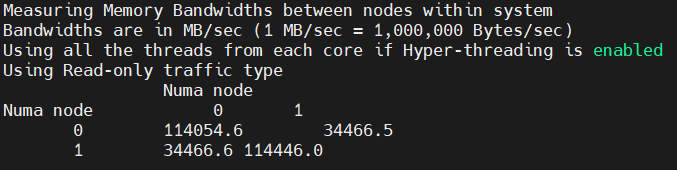 Measuring Memory Bandwidths between nodes within system
Bandwidths are in MB/sec (1 MB/sec = 1,000,000 Bytes/sec)
Using all the threads from each core if Hyper-threading is enabled
Using Read-only traffic type
Numa node
Numa node 0 1
0 114054.6 34466.5
1 34466.6 114446.0